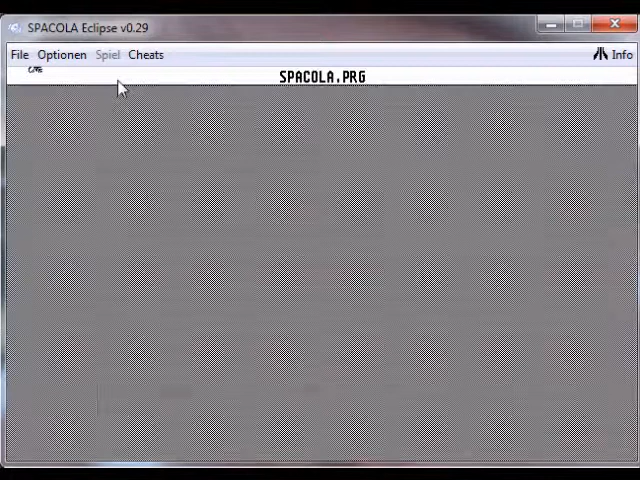 SPACOLA Eclipse v0.29
File Optionen Spiel Cheats Info
SPACOLA.PRG